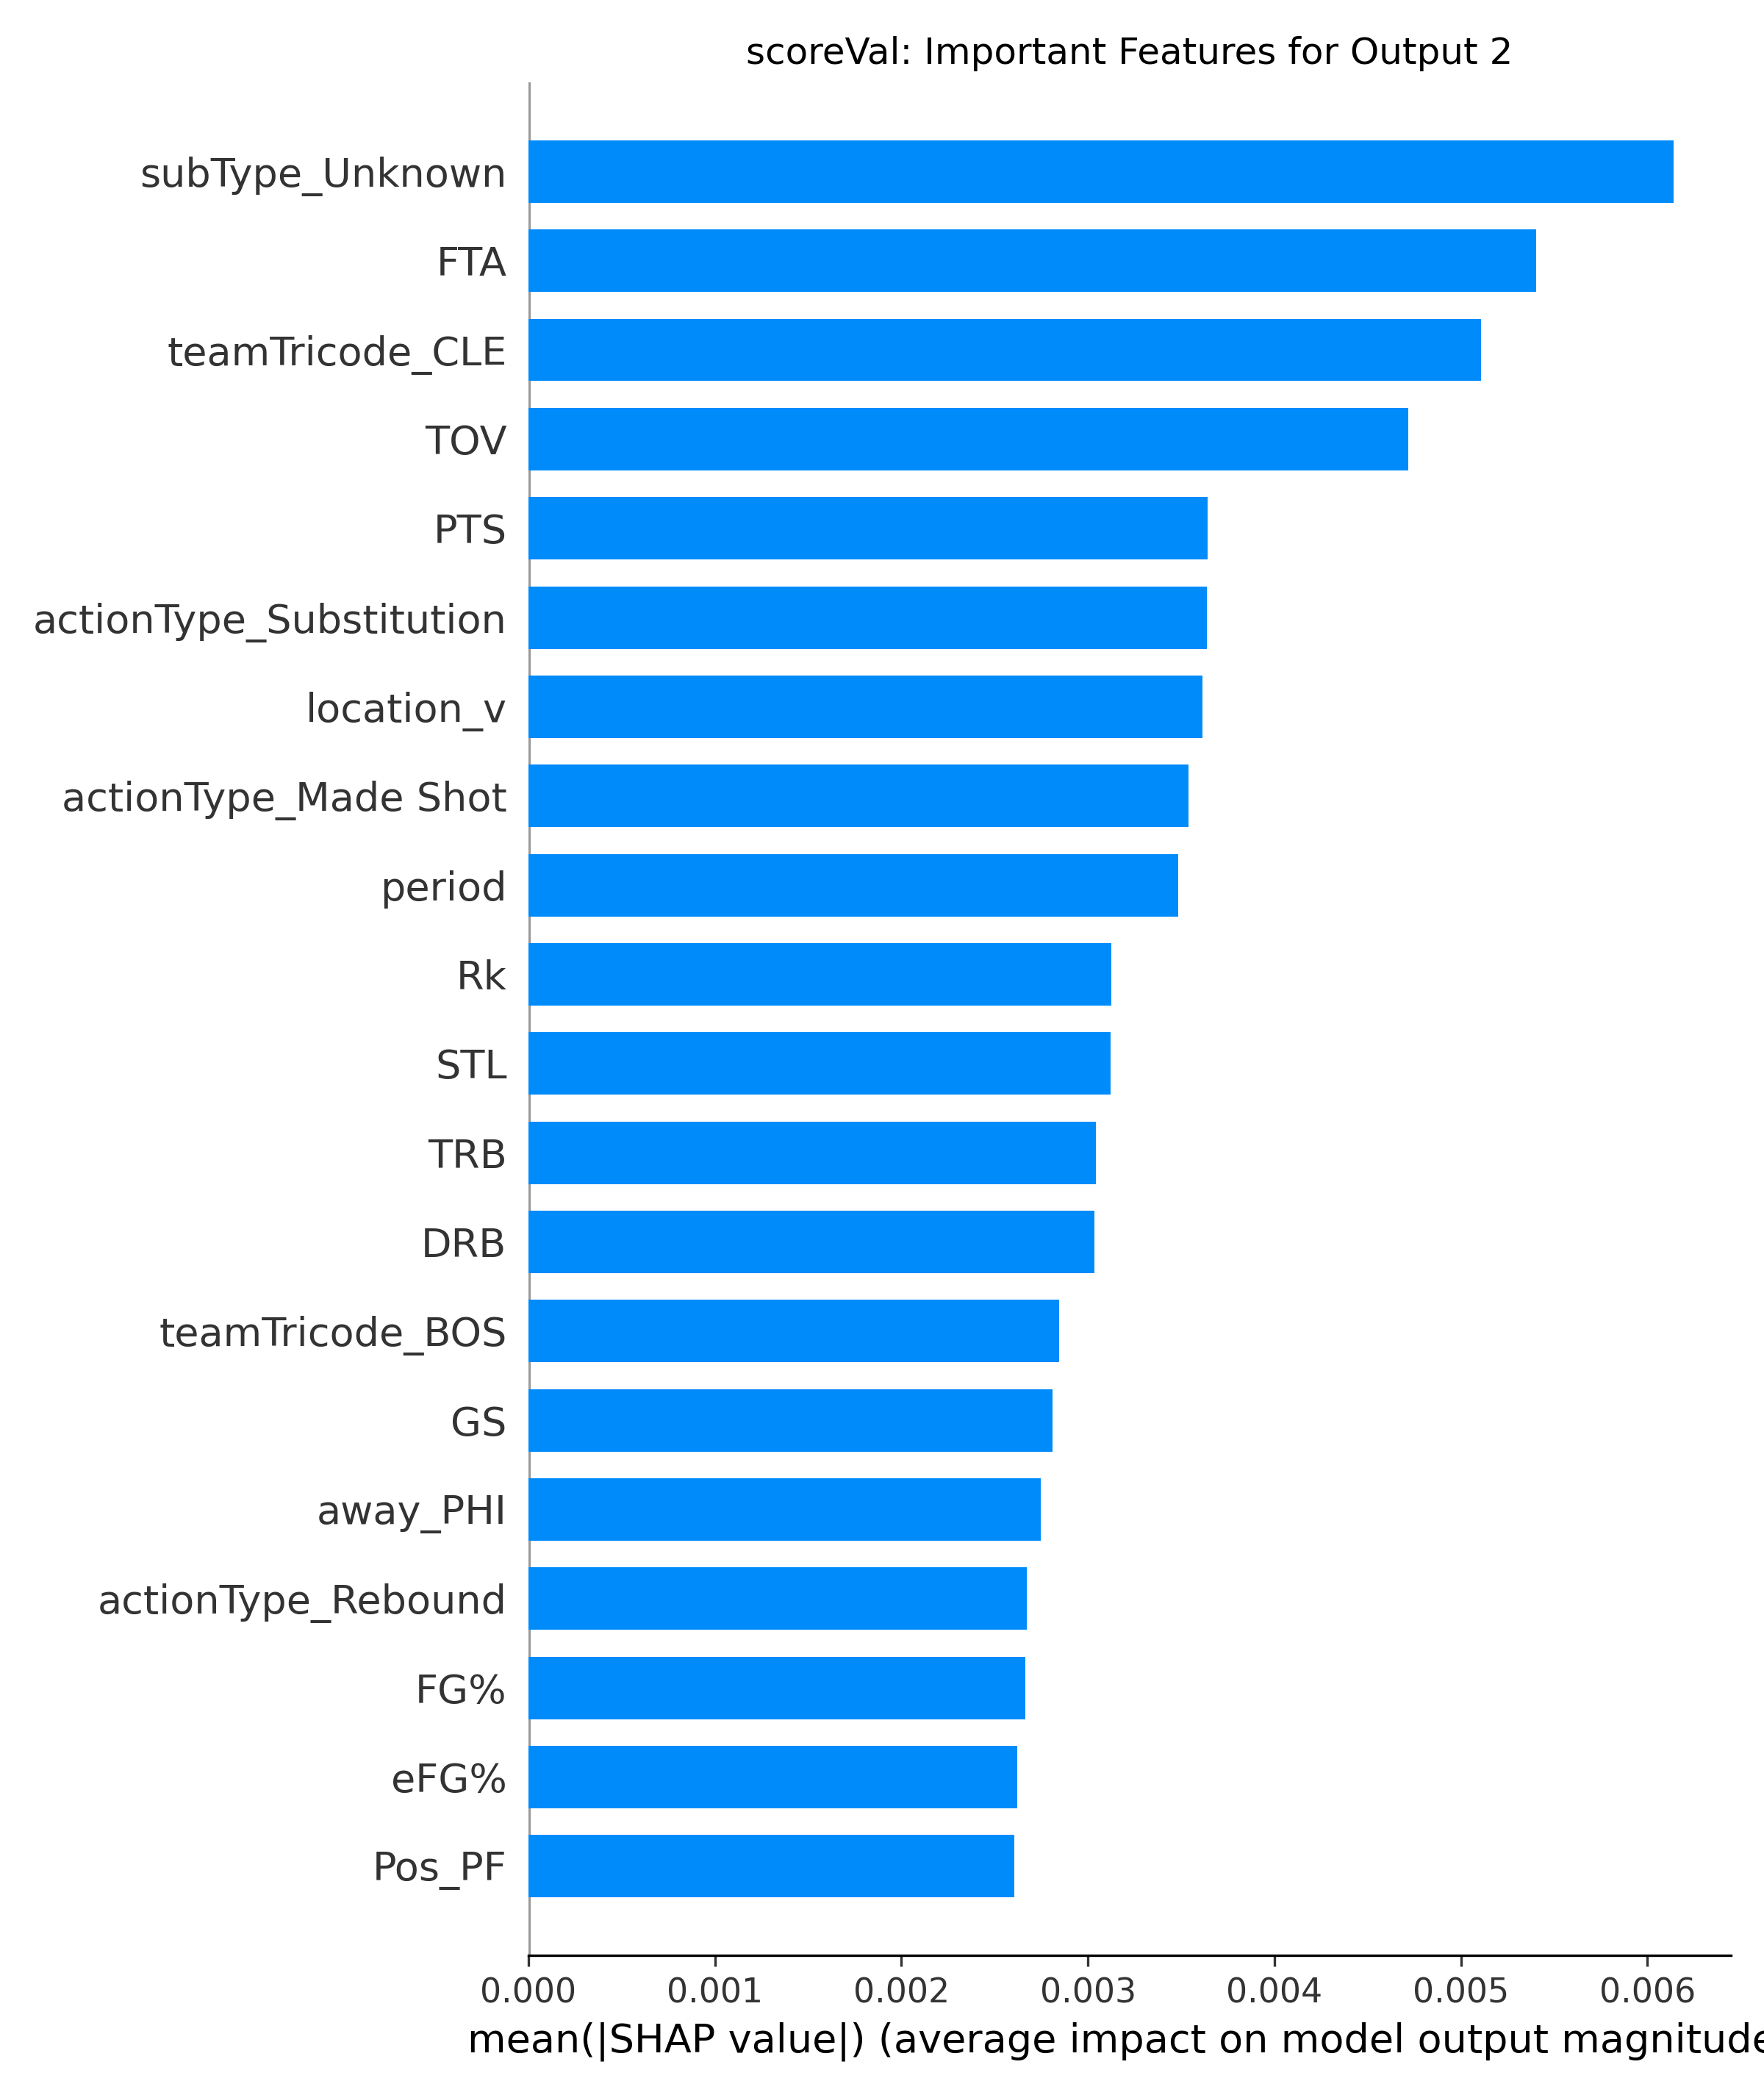 scoreVal: Important Features for Output 2
subType_Unknown
FTA
teamTricode_CLE
TOV
PTS
actionType_Substitution
location_v
actionType_Made Shot
period
Rk
STL
TRB
DRB
teamTricode_BOS
GS
away_PHI
actionType_Rebound
FG%
eFG%
Pos_PF
0.000 0.001 0.002 0.003 0.004 0.005 0.006
mean(|SHAP value|) (average impact on model output magnitude